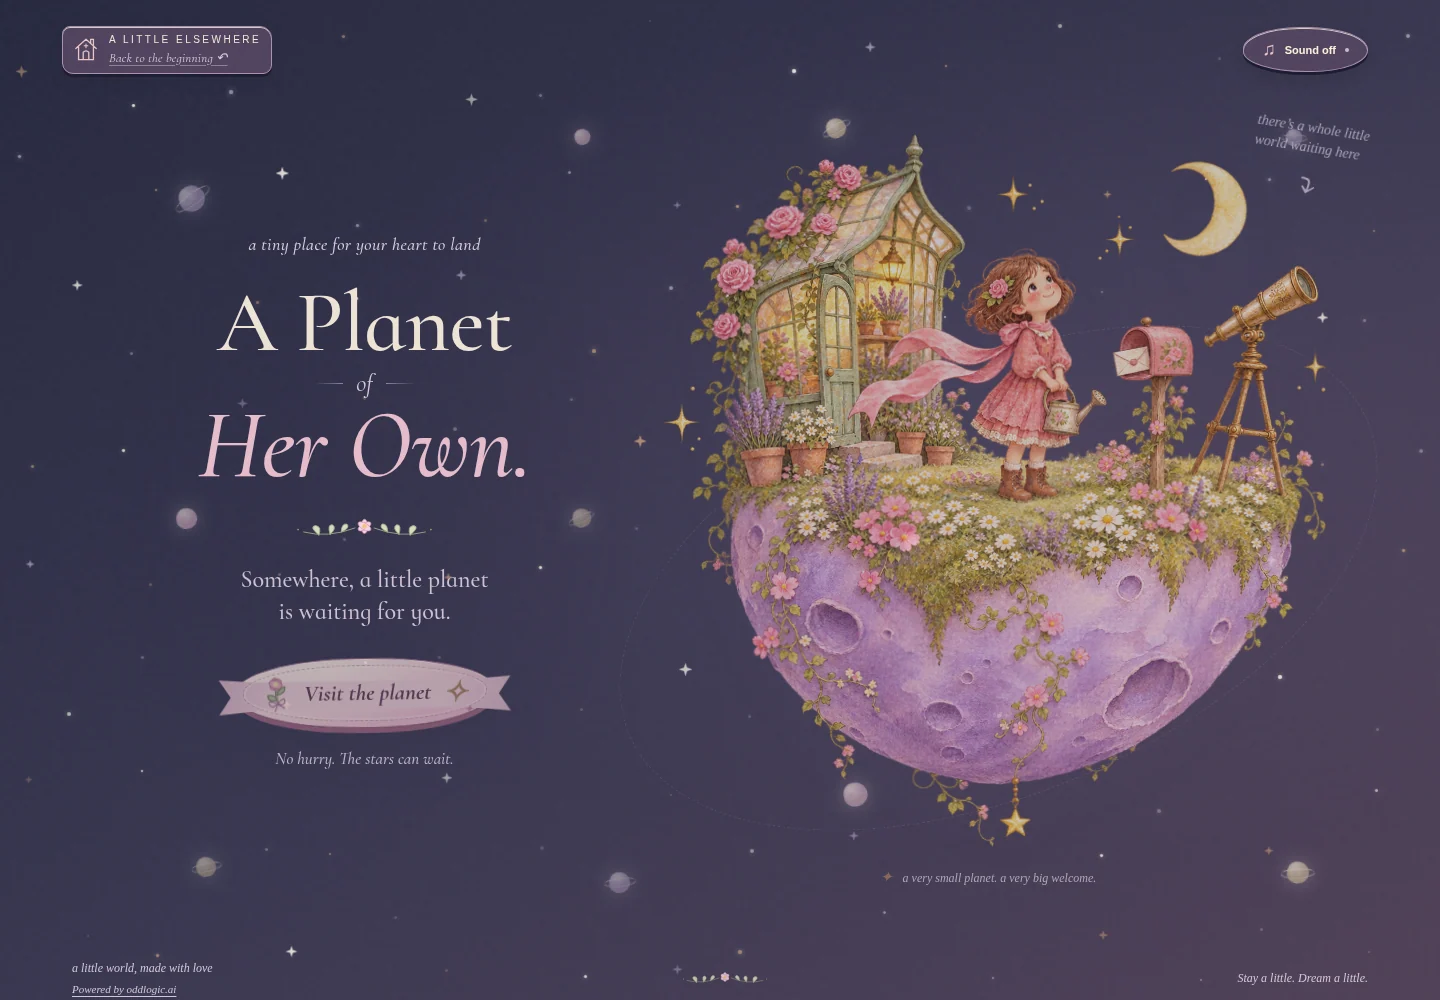 A LITTLE ELSEWHERE
Back to the beginning ↶
♫ Sound off •
there's a whole little
world waiting here
a tiny place for your heart to land
A Planet
of
Her Own.
Somewhere, a little planet
is waiting for you.
Visit the planet
No hurry. The stars can wait.
a very small planet. a very big welcome.
a little world, made with love
Powered by oddlogic.ai
Stay a little. Dream a little.